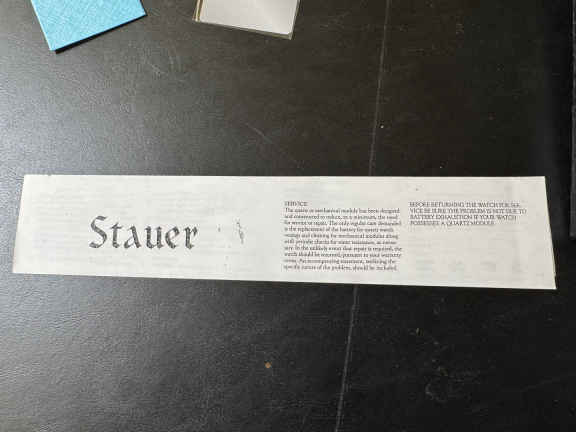 Stauer
SERVICE
The quartz or mechanical module has been designed
and constructed to reduce, to a minimum, the need
for service or repair. The only regular care demanded
is the replacement of the battery for quartz watch
and cleaning for mechanical modules along
with periodic checks for water resistance, as neces-
sary. In the unlikely event that repair is required, the
watch should be returned, pursuant to your warranty
terms. An accompanying statement, outlining the
specific nature of the problem, should be included.
BEFORE RETURNING THE WATCH FOR SER-
VICE BE SURE THE PROBLEM IS NOT DUE TO
BATTERY EXHAUSTION IF YOUR WATCH
POSSESSES A QUARTZ MODULE.